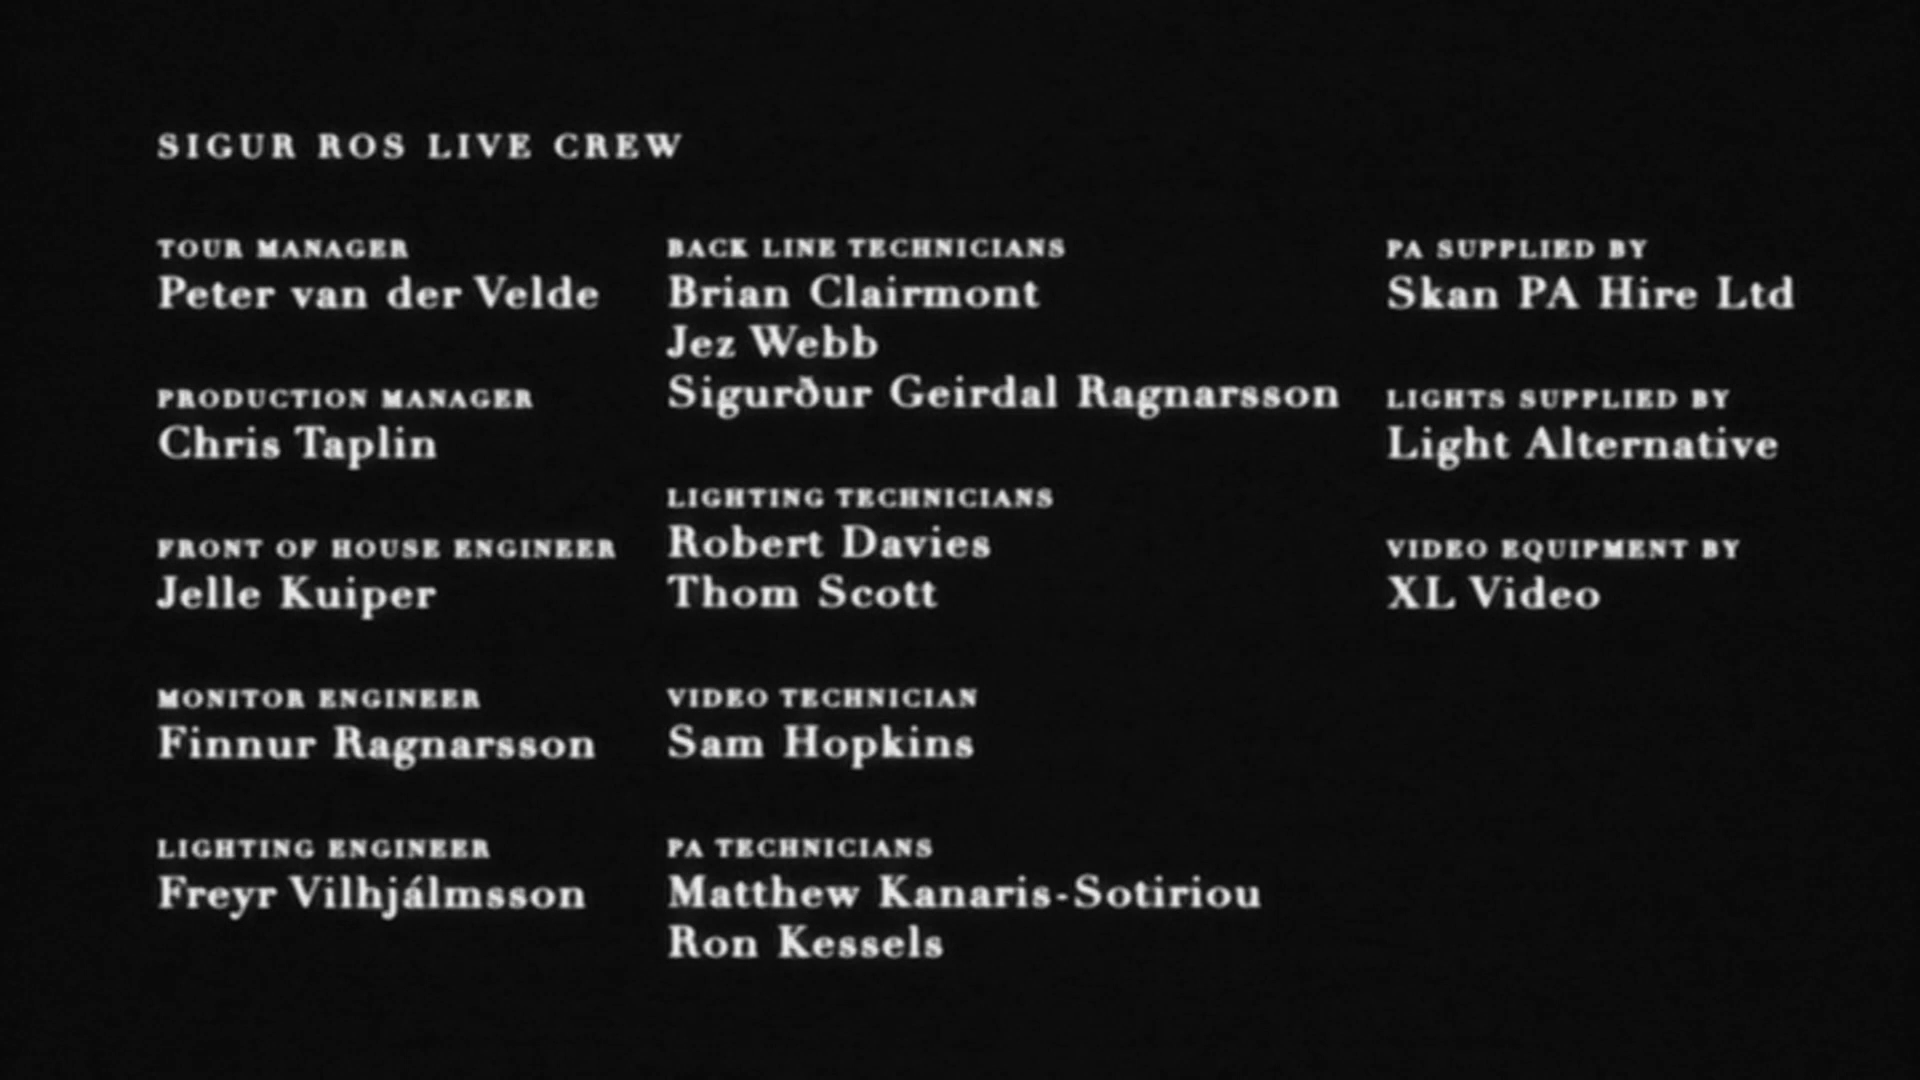 SIGUR ROS LIVE CREW
TOUR MANAGER
Peter van der Velde
PRODUCTION MANAGER
Chris Taplin
FRONT OF HOUSE ENGINEER
Jelle Kuiper
MONITOR ENGINEER
Finnur Ragnarsson
LIGHTING ENGINEER
Freyr Vilhjálmsson
BACK LINE TECHNICIANS
Brian Clairmont
Jez Webb
Sigurður Geirdal Ragnarsson
LIGHTING TECHNICIANS
Robert Davies
Thom Scott
VIDEO TECHNICIAN
Sam Hopkins
PA TECHNICIANS
Matthew Kanaris-Sotiriou
Ron Kessels
PA SUPPLIED BY
Skan PA Hire Ltd
LIGHTS SUPPLIED BY
Light Alternative
VIDEO EQUIPMENT BY
XL Video